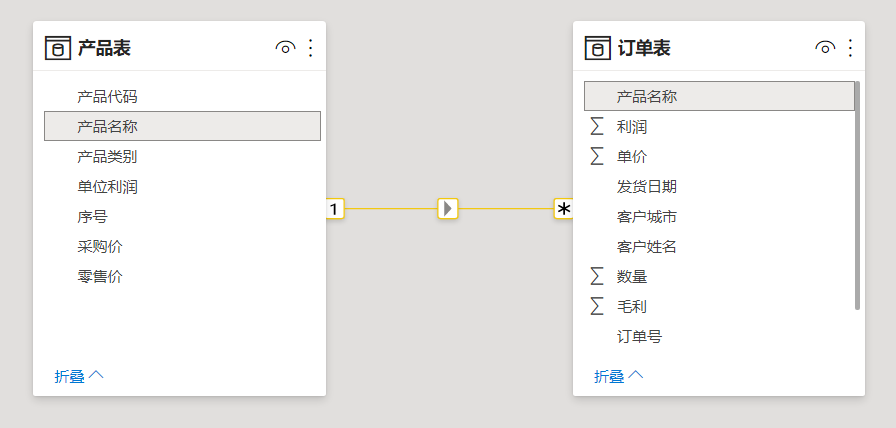 产品表
产品代码
产品名称
产品类别
单位利润
序号
采购价
零售价
折叠
1
*
订单表
产品名称
∑ 利润
∑ 单价
发货日期
客户城市
客户姓名
∑ 数量
∑ 毛利
订单号
折叠